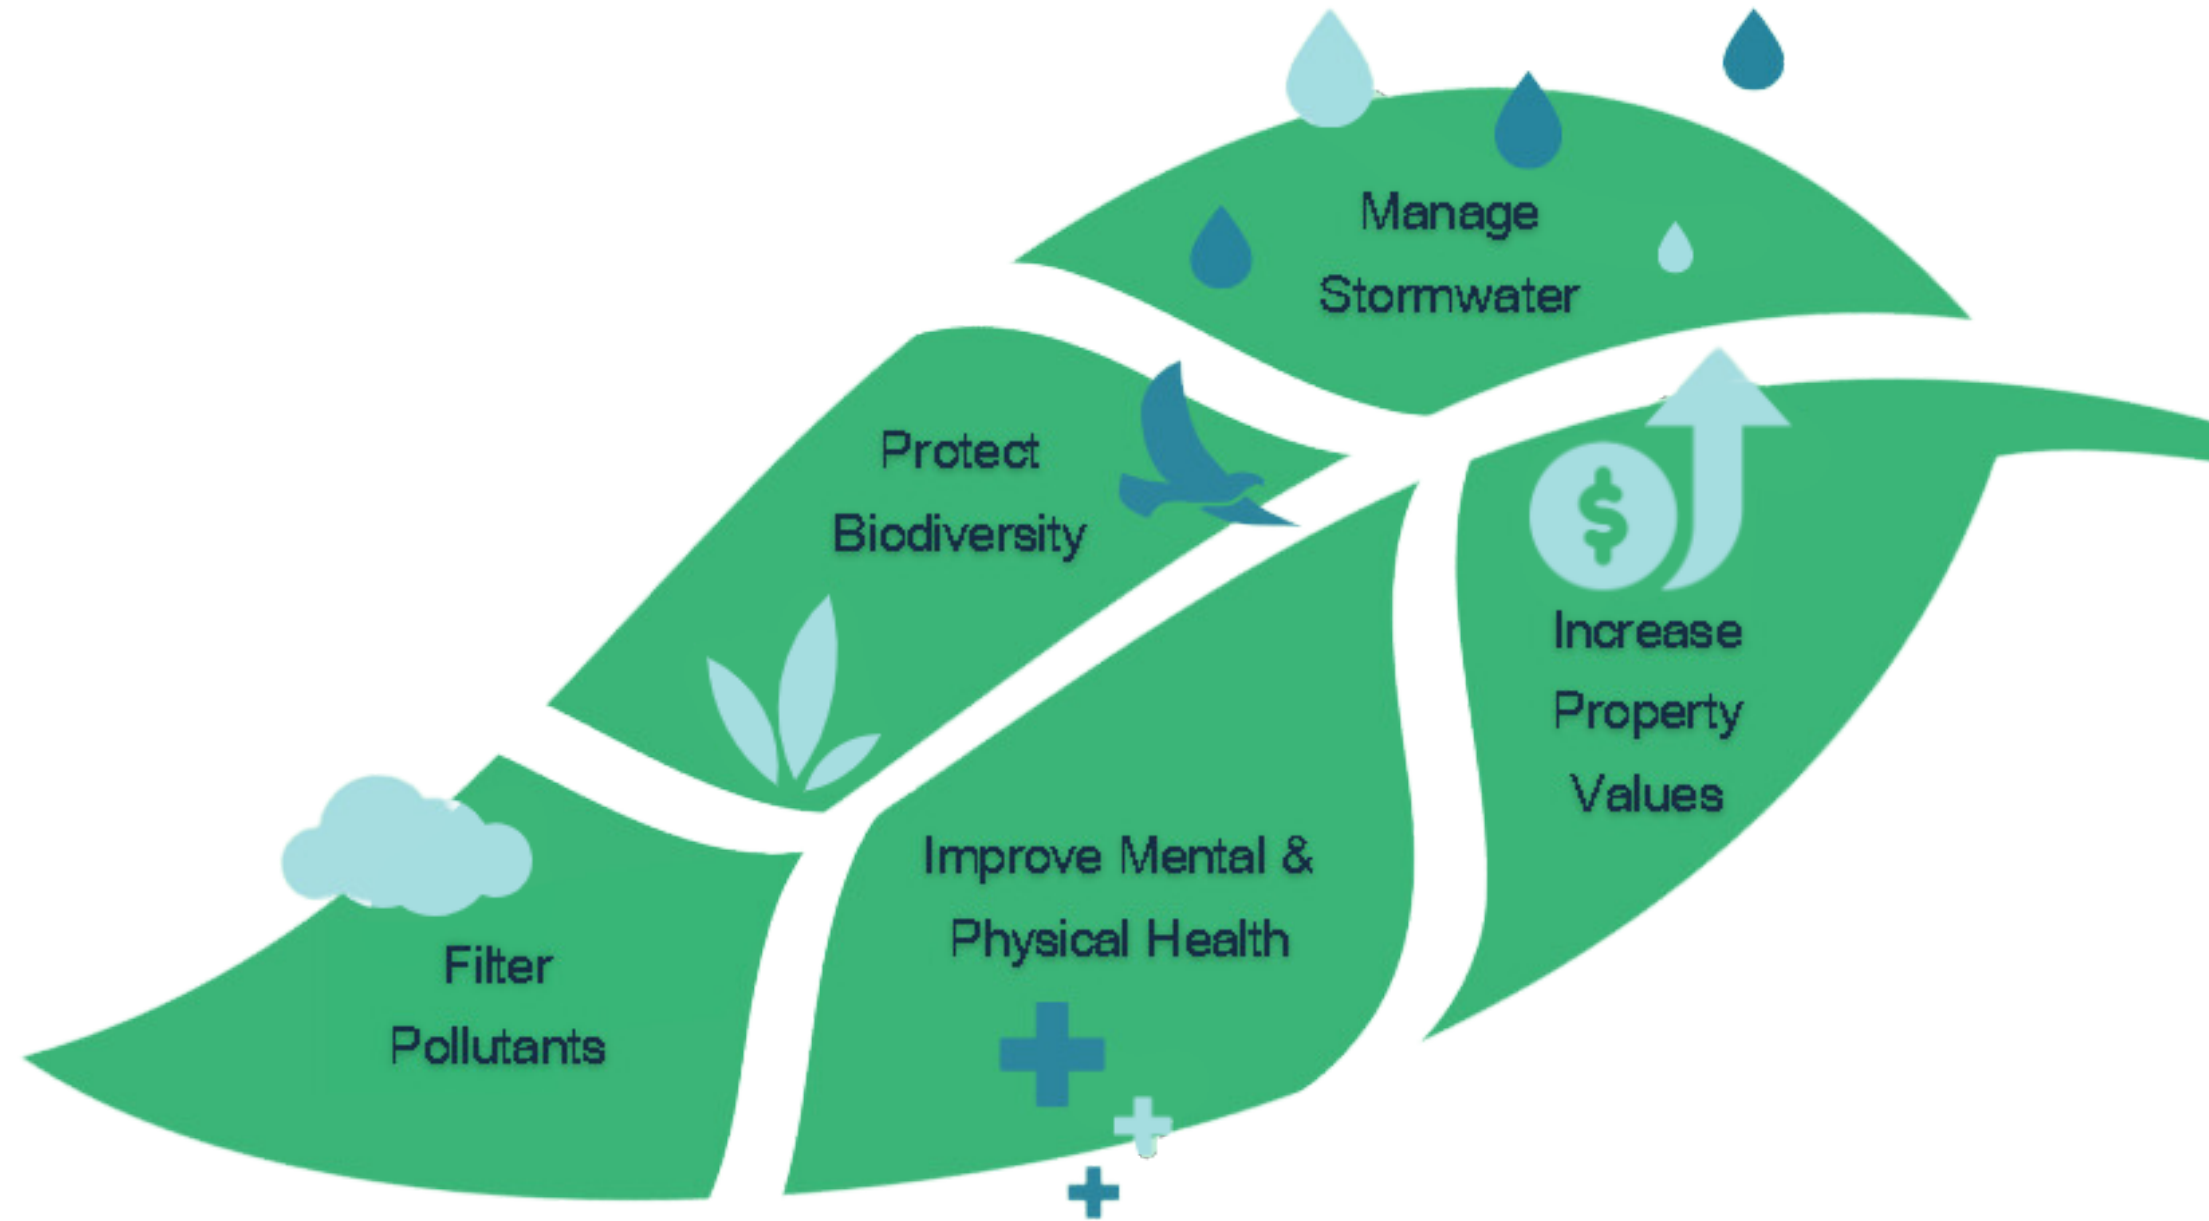 Manage
Stormwater
Protect
Biodiversity
Increase
Property
Values
Improve Mental &
Physical Health
Filter
Pollutants
$